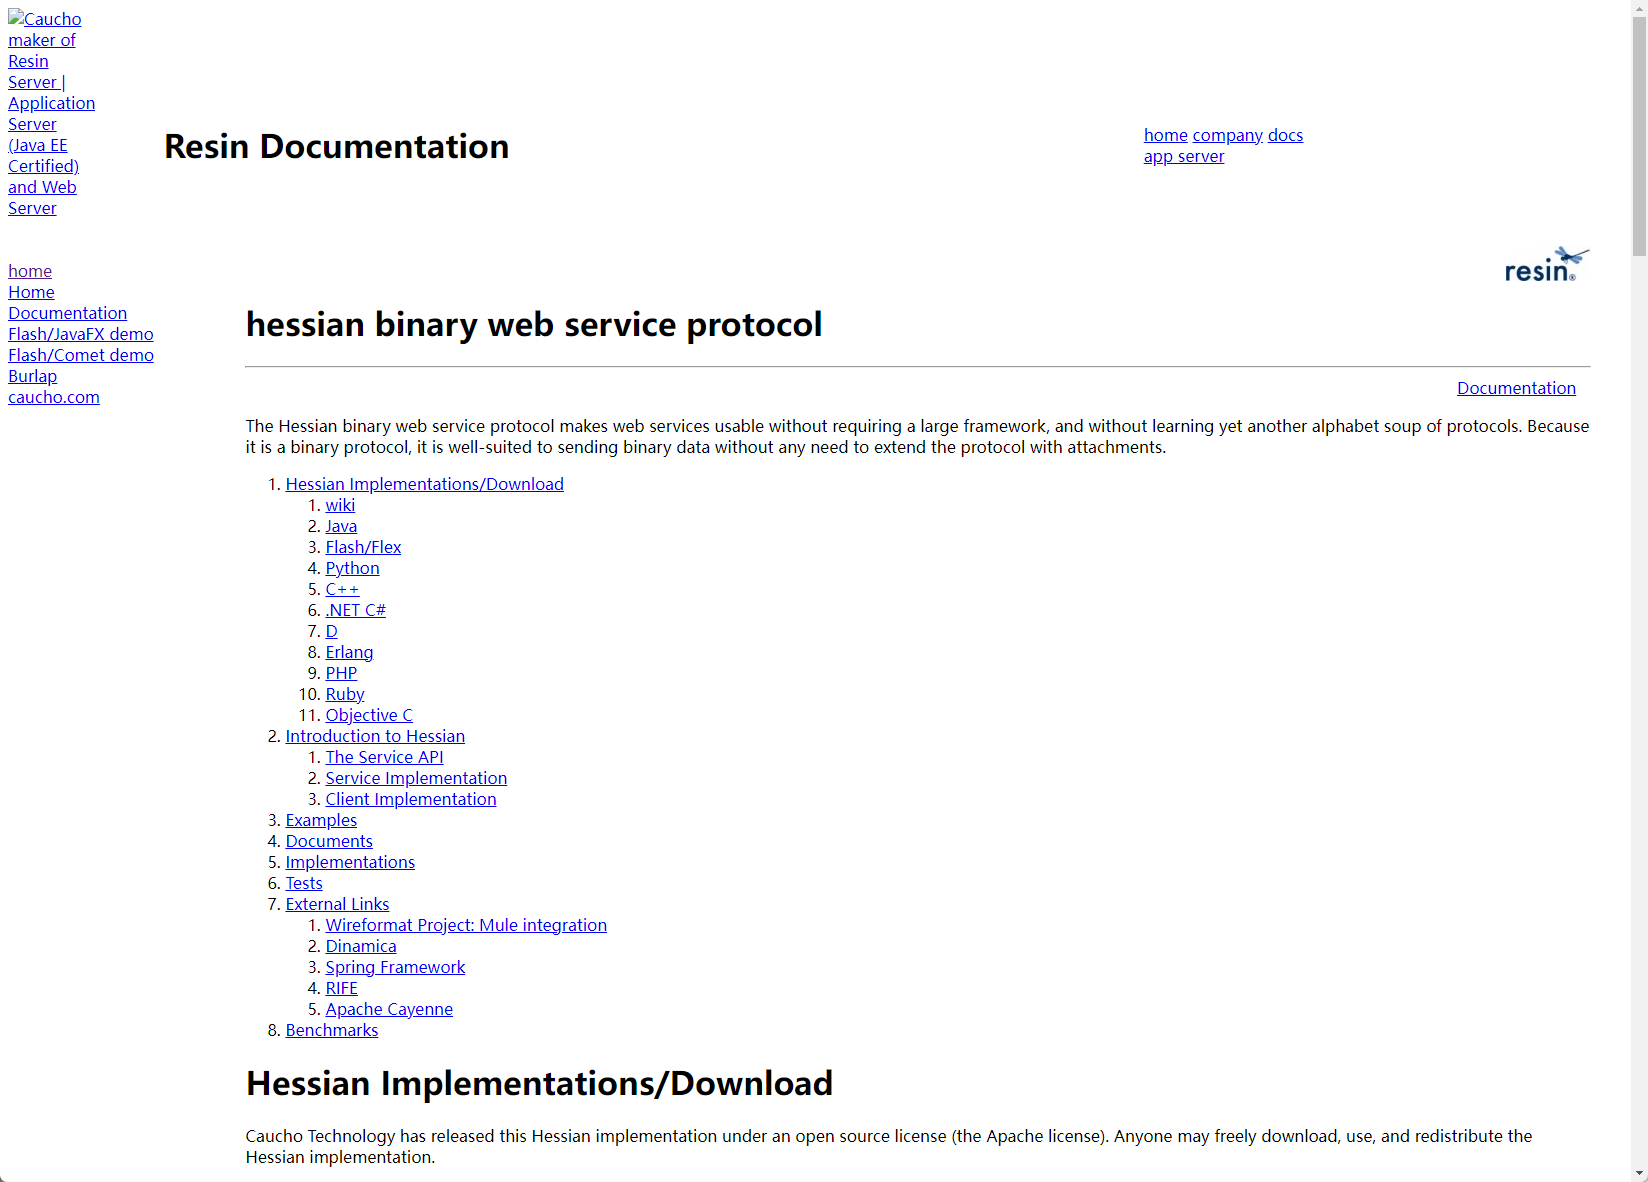 Caucho
maker of
Resin
Server |
Application
Server
(Java EE
Certified)
and Web
Server
Resin Documentation
home company docs
app server
home
Home
Documentation
Flash/JavaFX demo
Flash/Comet demo
Burlap
caucho.com
resin®
hessian binary web service protocol
Documentation
The Hessian binary web service protocol makes web services usable without requiring a large framework, and without learning yet another alphabet soup of protocols. Because
it is a binary protocol, it is well-suited to sending binary data without any need to extend the protocol with attachments.
1. Hessian Implementations/Download
1. wiki
2. Java
3. Flash/Flex
4. Python
5. C++
6. .NET C#
7. D
8. Erlang
9. PHP
10. Ruby
11. Objective C
2. Introduction to Hessian
1. The Service API
2. Service Implementation
3. Client Implementation
3. Examples
4. Documents
5. Implementations
6. Tests
7. External Links
1. Wireformat Project: Mule integration
2. Dinamica
3. Spring Framework
4. RIFE
5. Apache Cayenne
8. Benchmarks
Hessian Implementations/Download
Caucho Technology has released this Hessian implementation under an open source license (the Apache license). Anyone may freely download, use, and redistribute the
Hessian implementation.